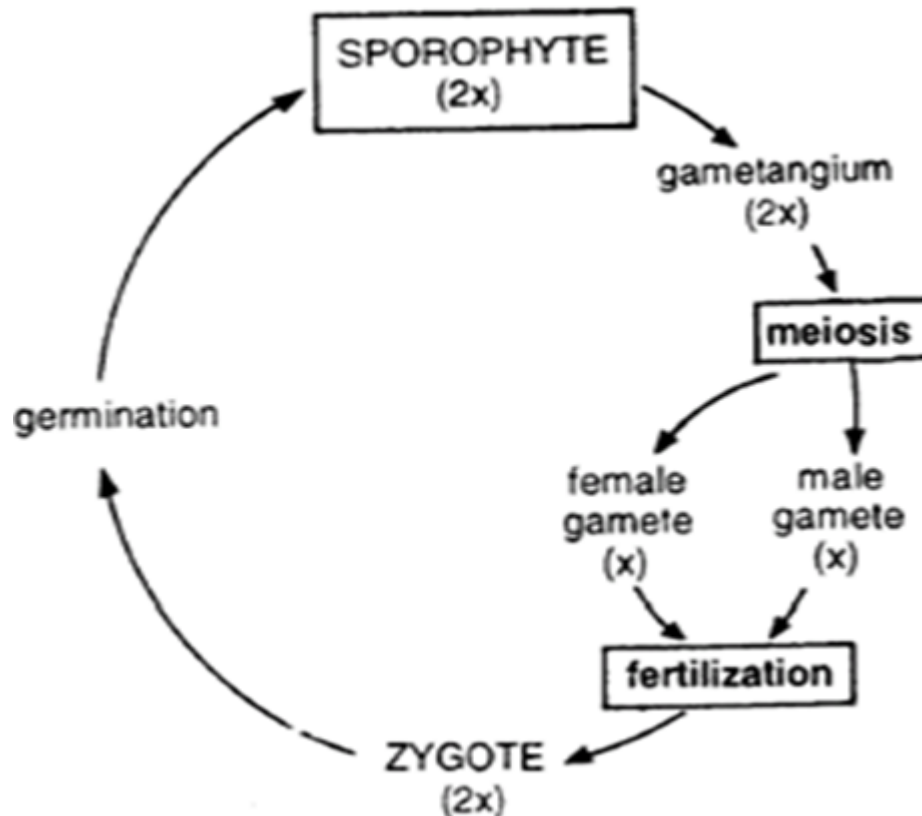 SPOROPHYTE
(2x)
gametangium
(2x)
meiosis
female
gamete
(x)
male
gamete
(x)
fertilization
ZYGOTE
(2x)
germination